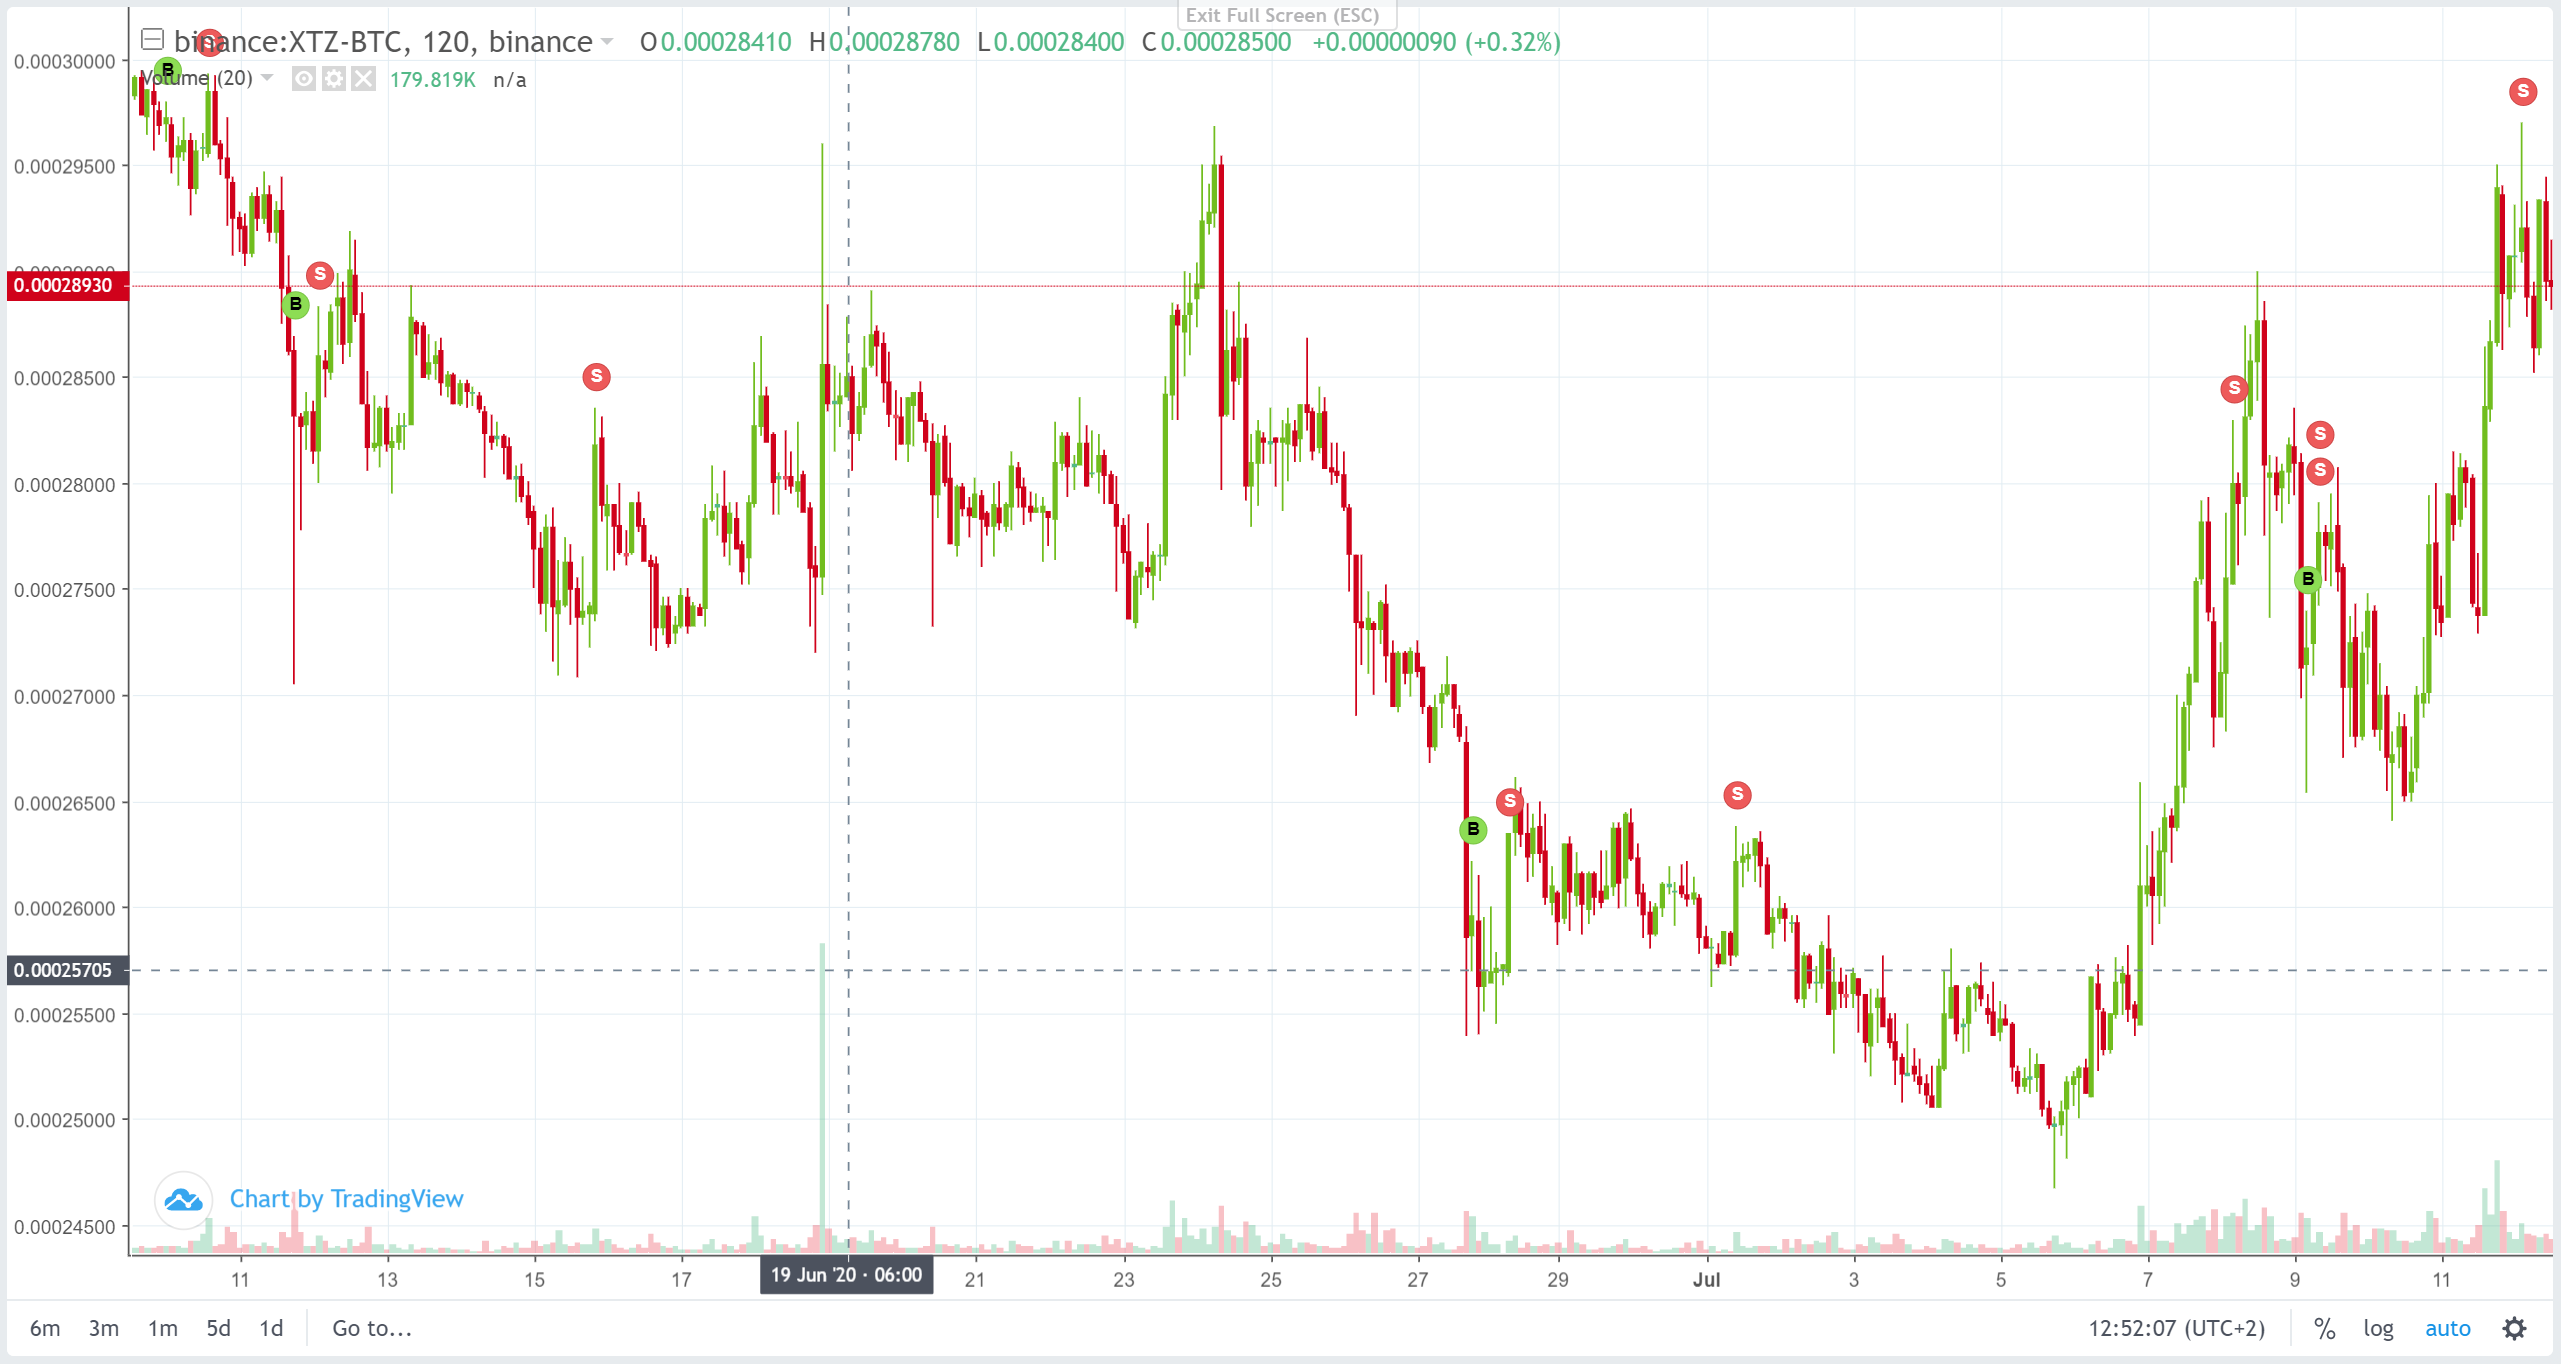 Exit Full Screen (ESC)
binance:XTZ-BTC, 120, binance O0.00028410 H0.00028780 L0.00028400 C0.00028500 +0.00000090 (+0.32%)
Volume (20) 179.819K n/a
S
B
0.00030000
S
0.00029500
0.00029000
S
0.00028930
B
S
0.00028500
S
S
S
0.00028000
B
0.00027500
0.00027000
S
S
0.00026500
B
0.00026000
0.00025705
0.00025500
0.00025000
Chart by TradingView
0.00024500
11 13 15 17 19 Jun '20 · 06:00 21 23 25 27 29 Jul 3 5 7 9 11
6m 3m 1m 5d 1d Go to... 12:52:07 (UTC+2) % log auto